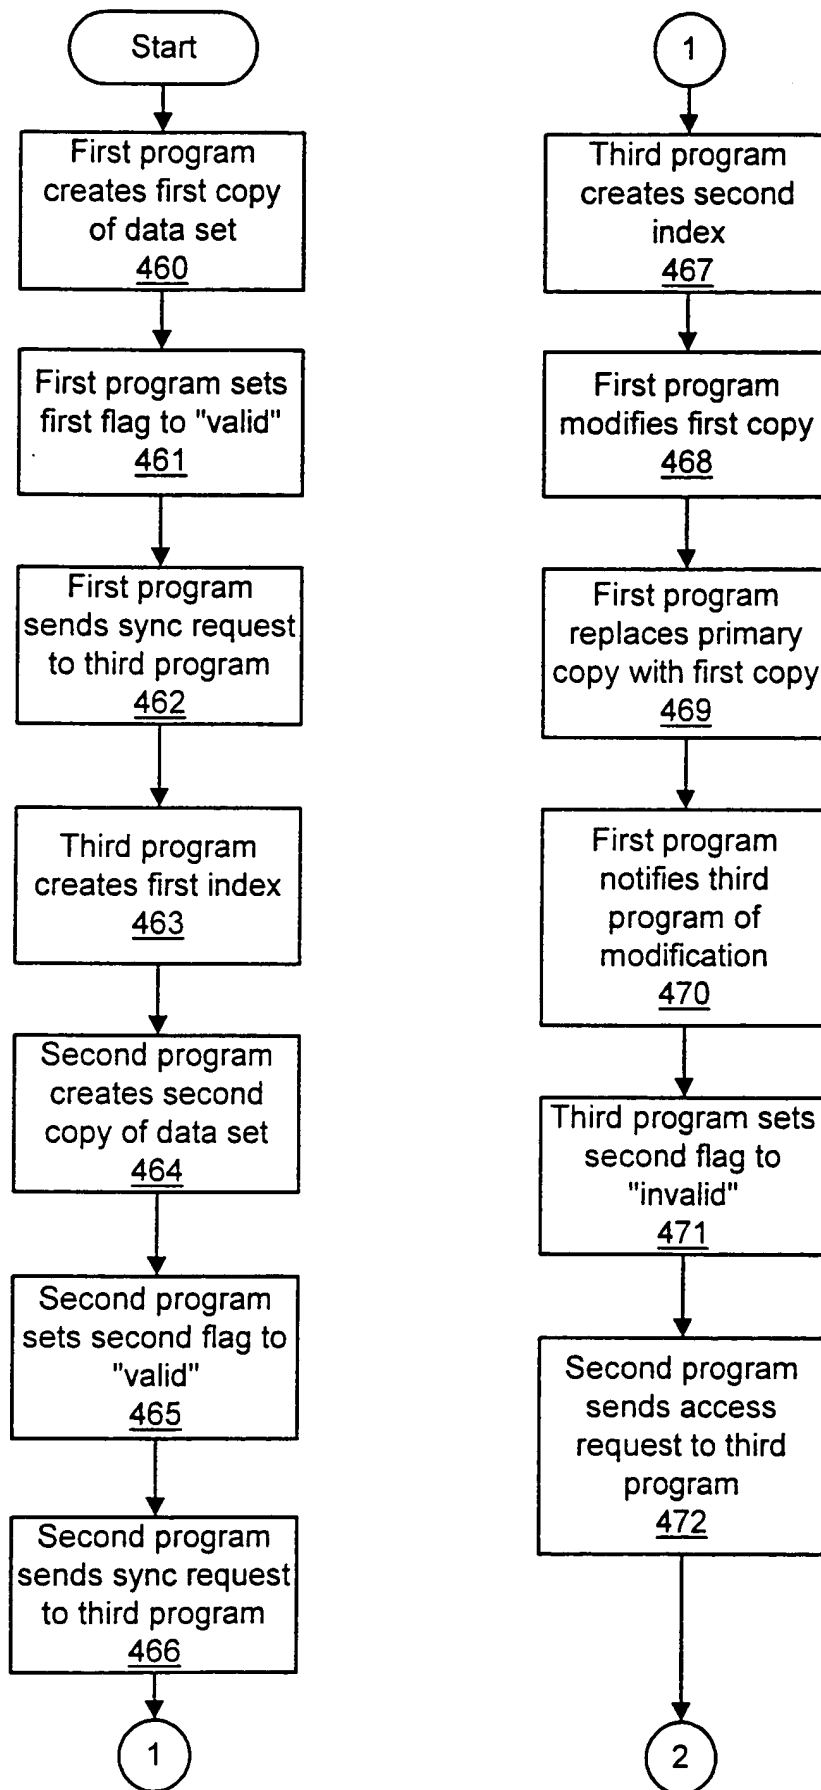 Start
First program
creates first copy
of data set
460
First program sets
first flag to "valid"
461
First program
sends sync request
to third program
462
Third program
creates first index
463
Second program
creates second
copy of data set
464
Second program
sets second flag to
"valid"
465
Second program
sends sync request
to third program
466
1
1
Third program
creates second
index
467
First program
modifies first copy
468
First program
replaces primary
copy with first copy
469
First program
notifies third
program of
modification
470
Third program sets
second flag to
"invalid"
471
Second program
sends access
request to third
program
472
2